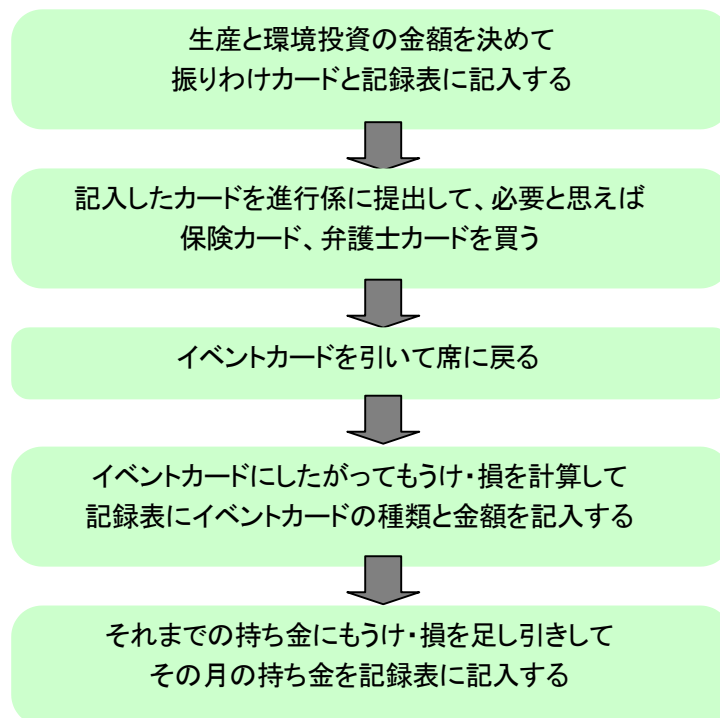 生産と環境投資の金額を決めて
振りわけカードと記録表に記入する
記入したカードを進行係に提出して、必要と思えば
保険カード、弁護士カードを買う
イベントカードを引いて席に戻る
イベントカードにしたがってもうけ・損を計算して
記録表にイベントカードの種類と金額を記入する
それまでの持ち金にもうけ・損を足し引きして
その月の持ち金を記録表に記入する